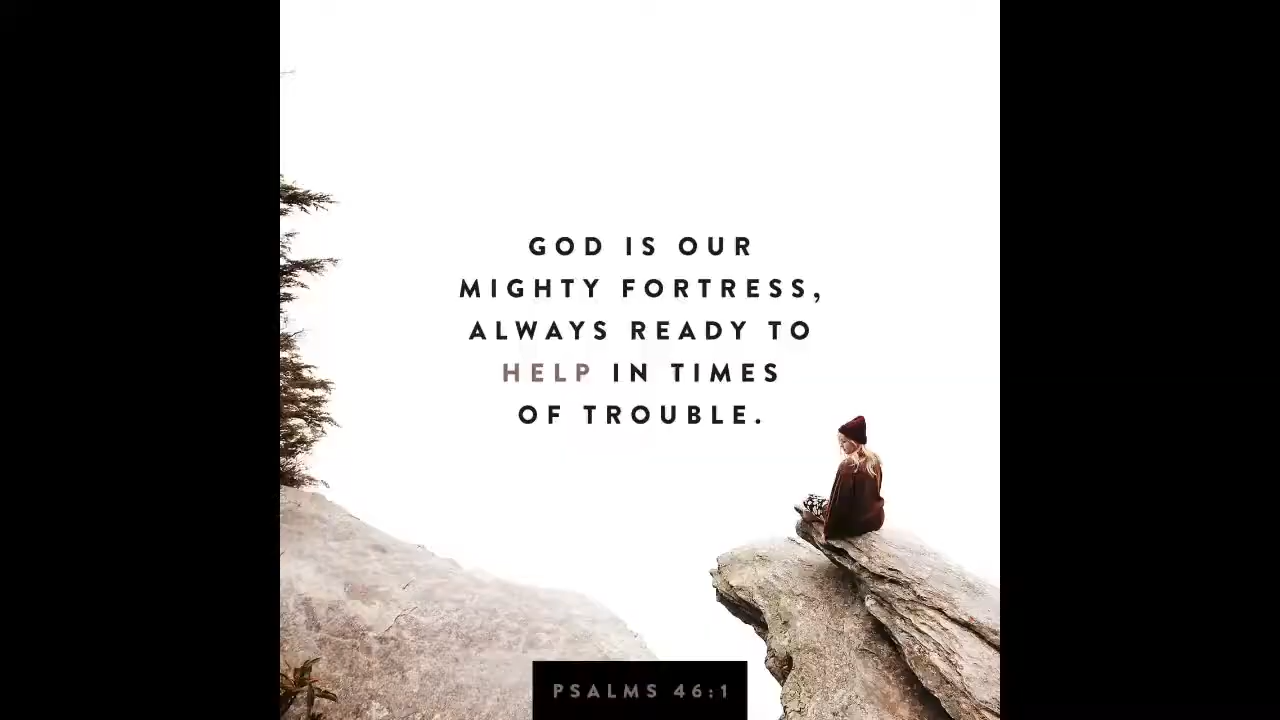 GOD IS OUR
MIGHTY FORTRESS,
ALWAYS READY TO
HELP IN TIMES
OF TROUBLE.
PSALMS 46:1